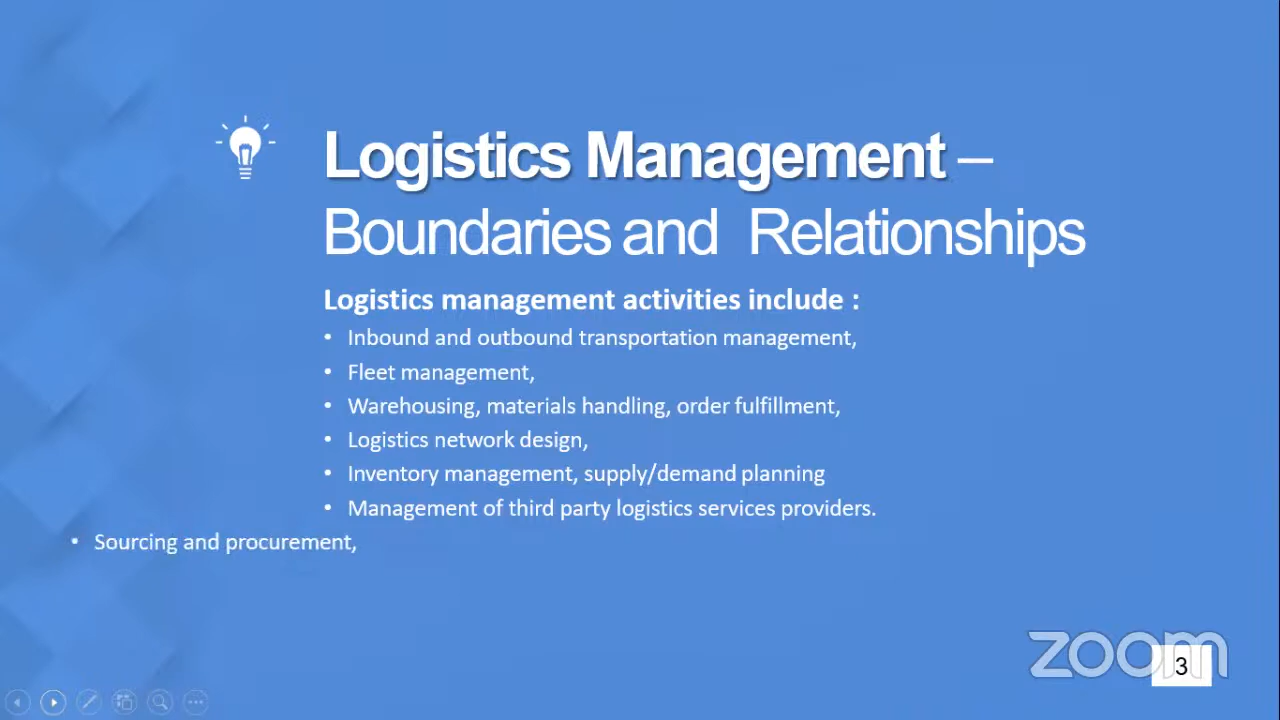 Logistics Management –
Boundaries and Relationships
Logistics management activities include :
• Inbound and outbound transportation management,
• Fleet management,
• Warehousing, materials handling, order fulfillment,
• Logistics network design,
• Inventory management, supply/demand planning
• Management of third party logistics services providers.
• Sourcing and procurement,
zoom
3